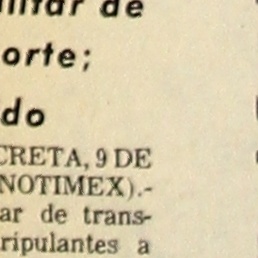 ilitar de
orte;
do
CRETA, 9 DE
NOTIMEX).-
ar de trans-
ripulantes a